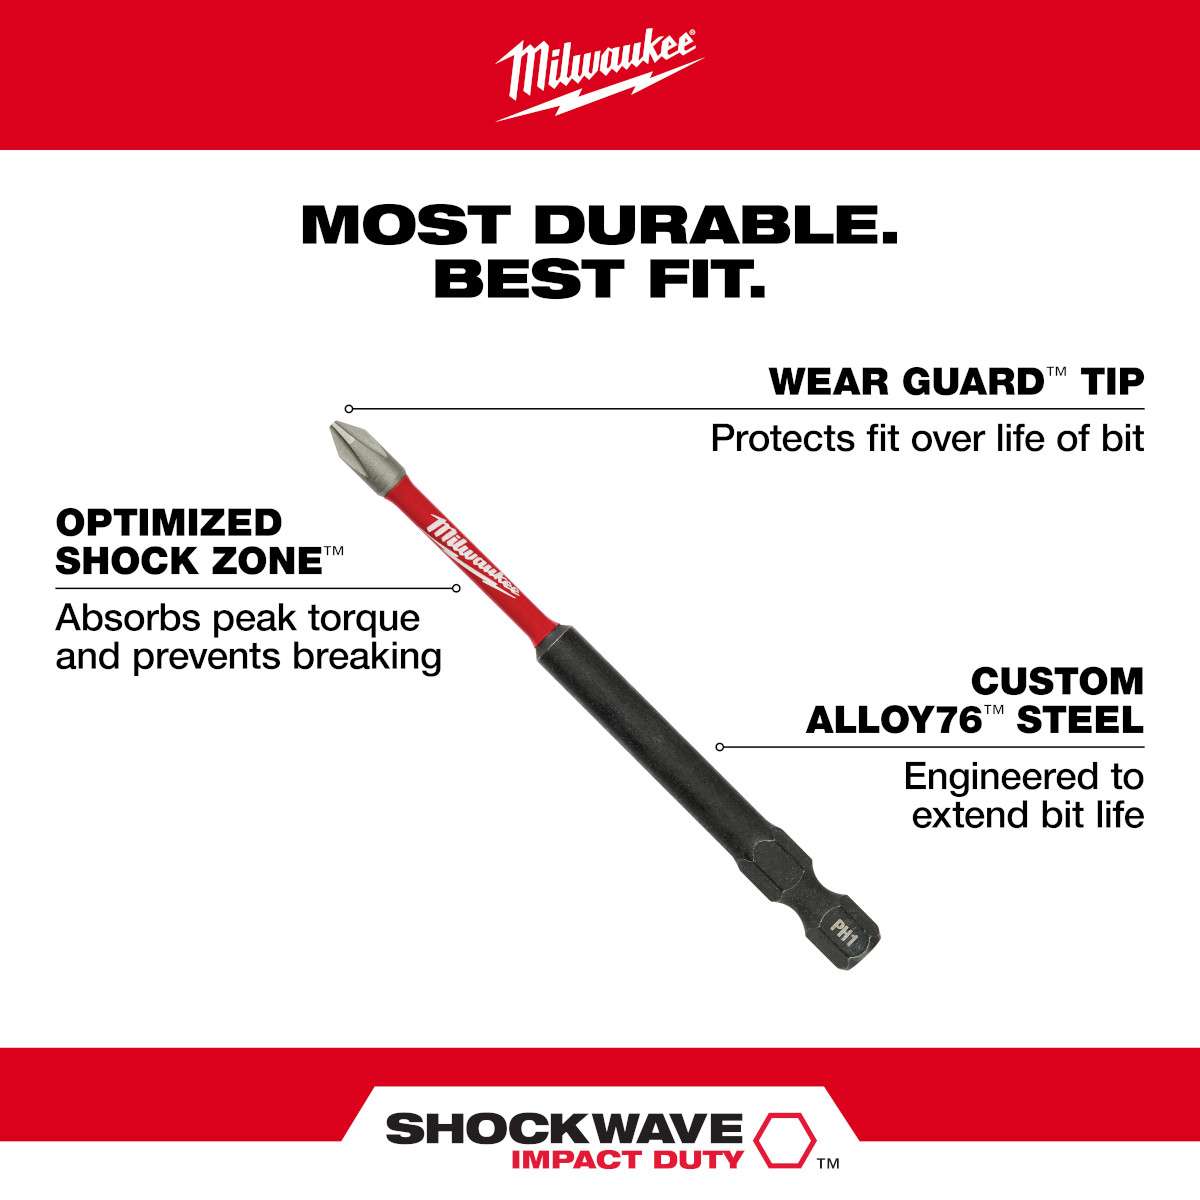 Milwaukee®
MOST DURABLE.
BEST FIT.
WEAR GUARD™ TIP
Protects fit over life of bit
OPTIMIZED
SHOCK ZONE™
Absorbs peak torque
and prevents breaking
Milwaukee
CUSTOM
ALLOY76™ STEEL
Engineered to
extend bit life
PH1
SHOCKWAVE
IMPACT DUTY ™